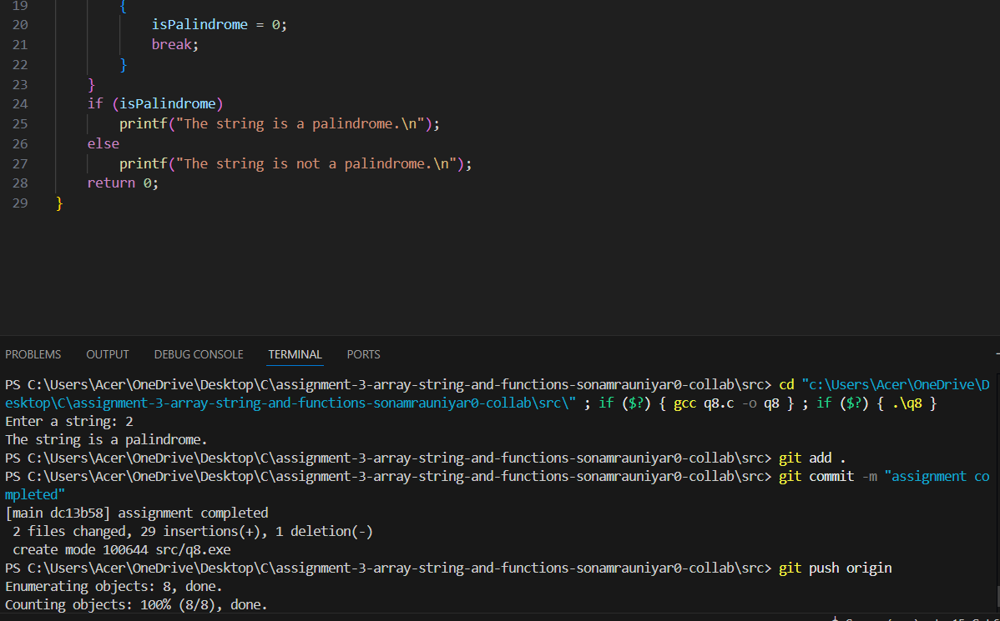 19 {
20 isPalindrome = 0;
21 break;
22 }
23 }
24 if (isPalindrome)
25 printf("The string is a palindrome.\n");
26 else
27 printf("The string is not a palindrome.\n");
28 return 0;
29 }
PROBLEMS OUTPUT DEBUG CONSOLE TERMINAL PORTS
PS C:\Users\Acer\OneDrive\Desktop\C\assignment-3-array-string-and-functions-sonamrauniyar0-collab\src> cd "c:\Users\Acer\OneDrive\D
esktop\C\assignment-3-array-string-and-functions-sonamrauniyar0-collab\src\" ; if ($?) { gcc q8.c -o q8 } ; if ($?) { .\q8 }
Enter a string: 2
The string is a palindrome.
PS C:\Users\Acer\OneDrive\Desktop\C\assignment-3-array-string-and-functions-sonamrauniyar0-collab\src> git add .
PS C:\Users\Acer\OneDrive\Desktop\C\assignment-3-array-string-and-functions-sonamrauniyar0-collab\src> git commit -m "assignment co
mpleted"
[main dc13b58] assignment completed
 2 files changed, 29 insertions(+), 1 deletion(-)
 create mode 100644 src/q8.exe
PS C:\Users\Acer\OneDrive\Desktop\C\assignment-3-array-string-and-functions-sonamrauniyar0-collab\src> git push origin
Enumerating objects: 8, done.
Counting objects: 100% (8/8), done.